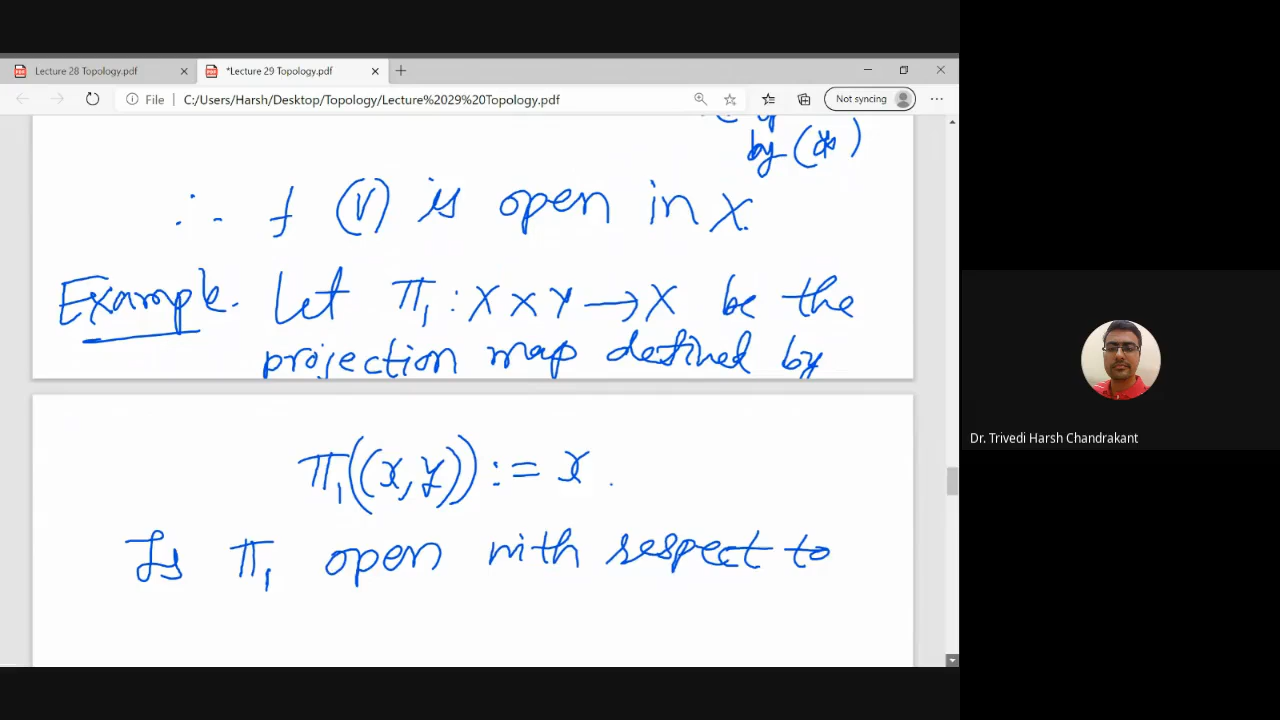 Lecture 28 Topology.pdf
*Lecture 29 Topology.pdf
File
C:/Users/Harsh/Desktop/Topology/Lecture%2029%20Topology.pdf
Not syncing
by (*)
∴ f (V) is open in X.
Example. Let π₁ : X × Y → X be the
projection map defined by
π₁((x, y)) := x.
Is π₁ open with respect to
Dr. Trivedi Harsh Chandrakant